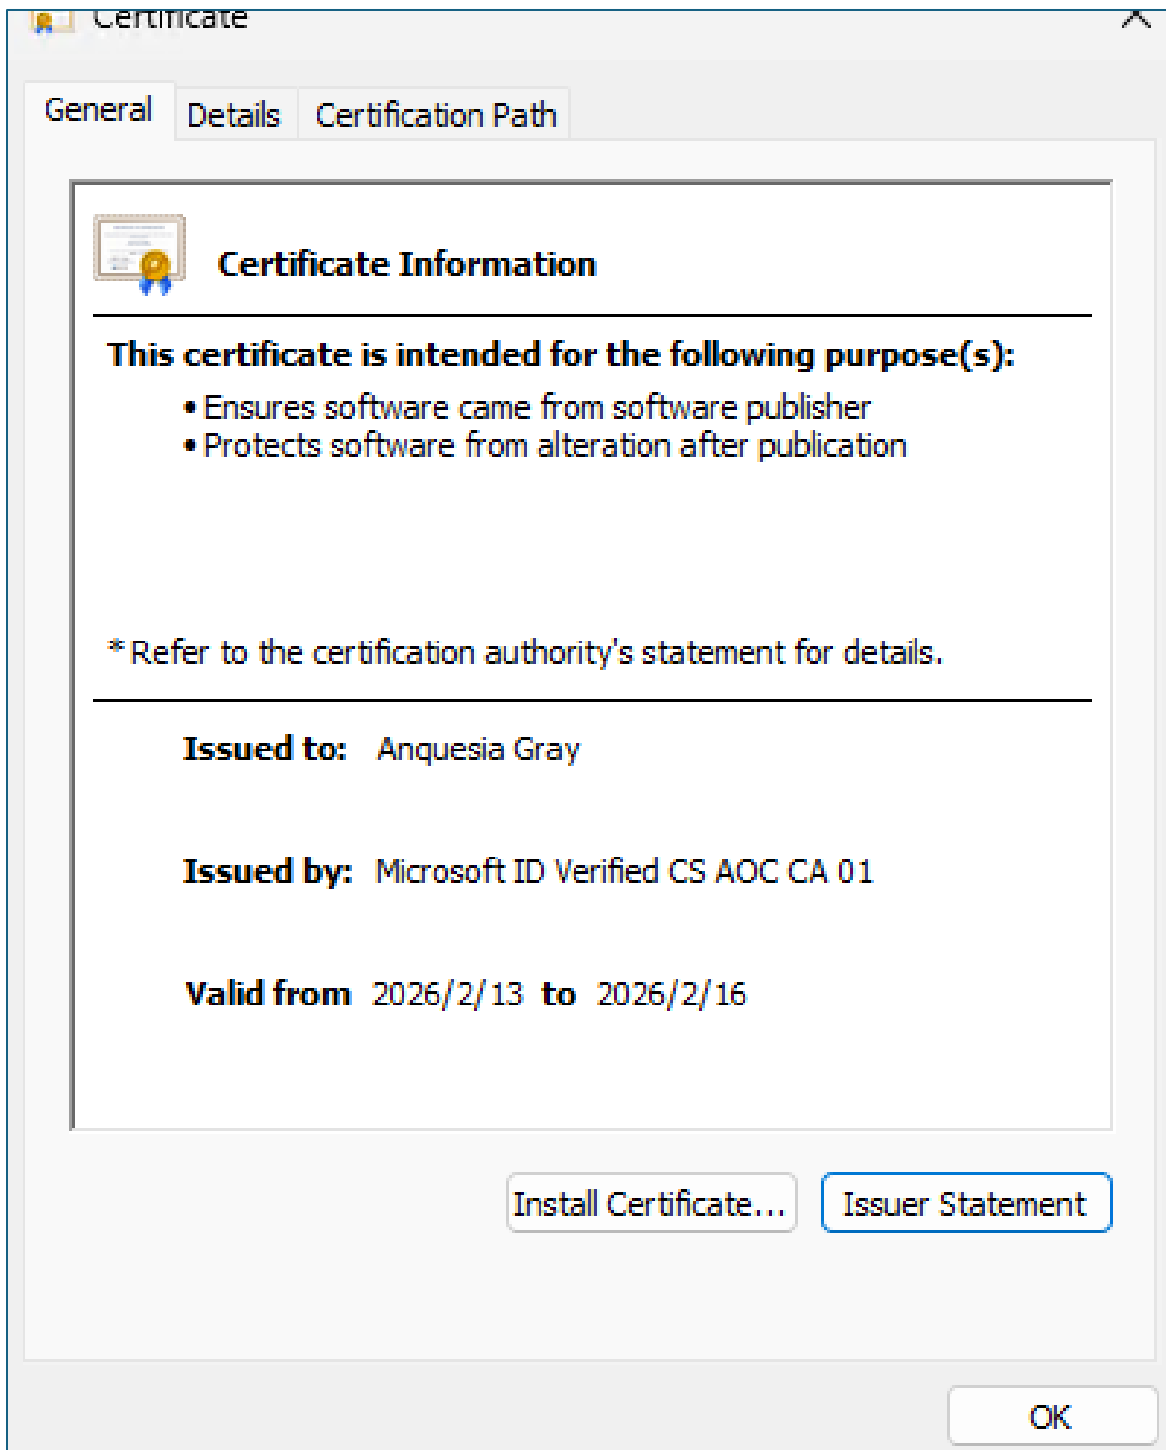 Certificate
General
Details
Certification Path
Certificate Information
This certificate is intended for the following purpose(s):
• Ensures software came from software publisher
• Protects software from alteration after publication
* Refer to the certification authority's statement for details.
Issued to: Anquesia Gray
Issued by: Microsoft ID Verified CS AOC CA 01
Valid from 2026/2/13 to 2026/2/16
Install Certificate...
Issuer Statement
OK